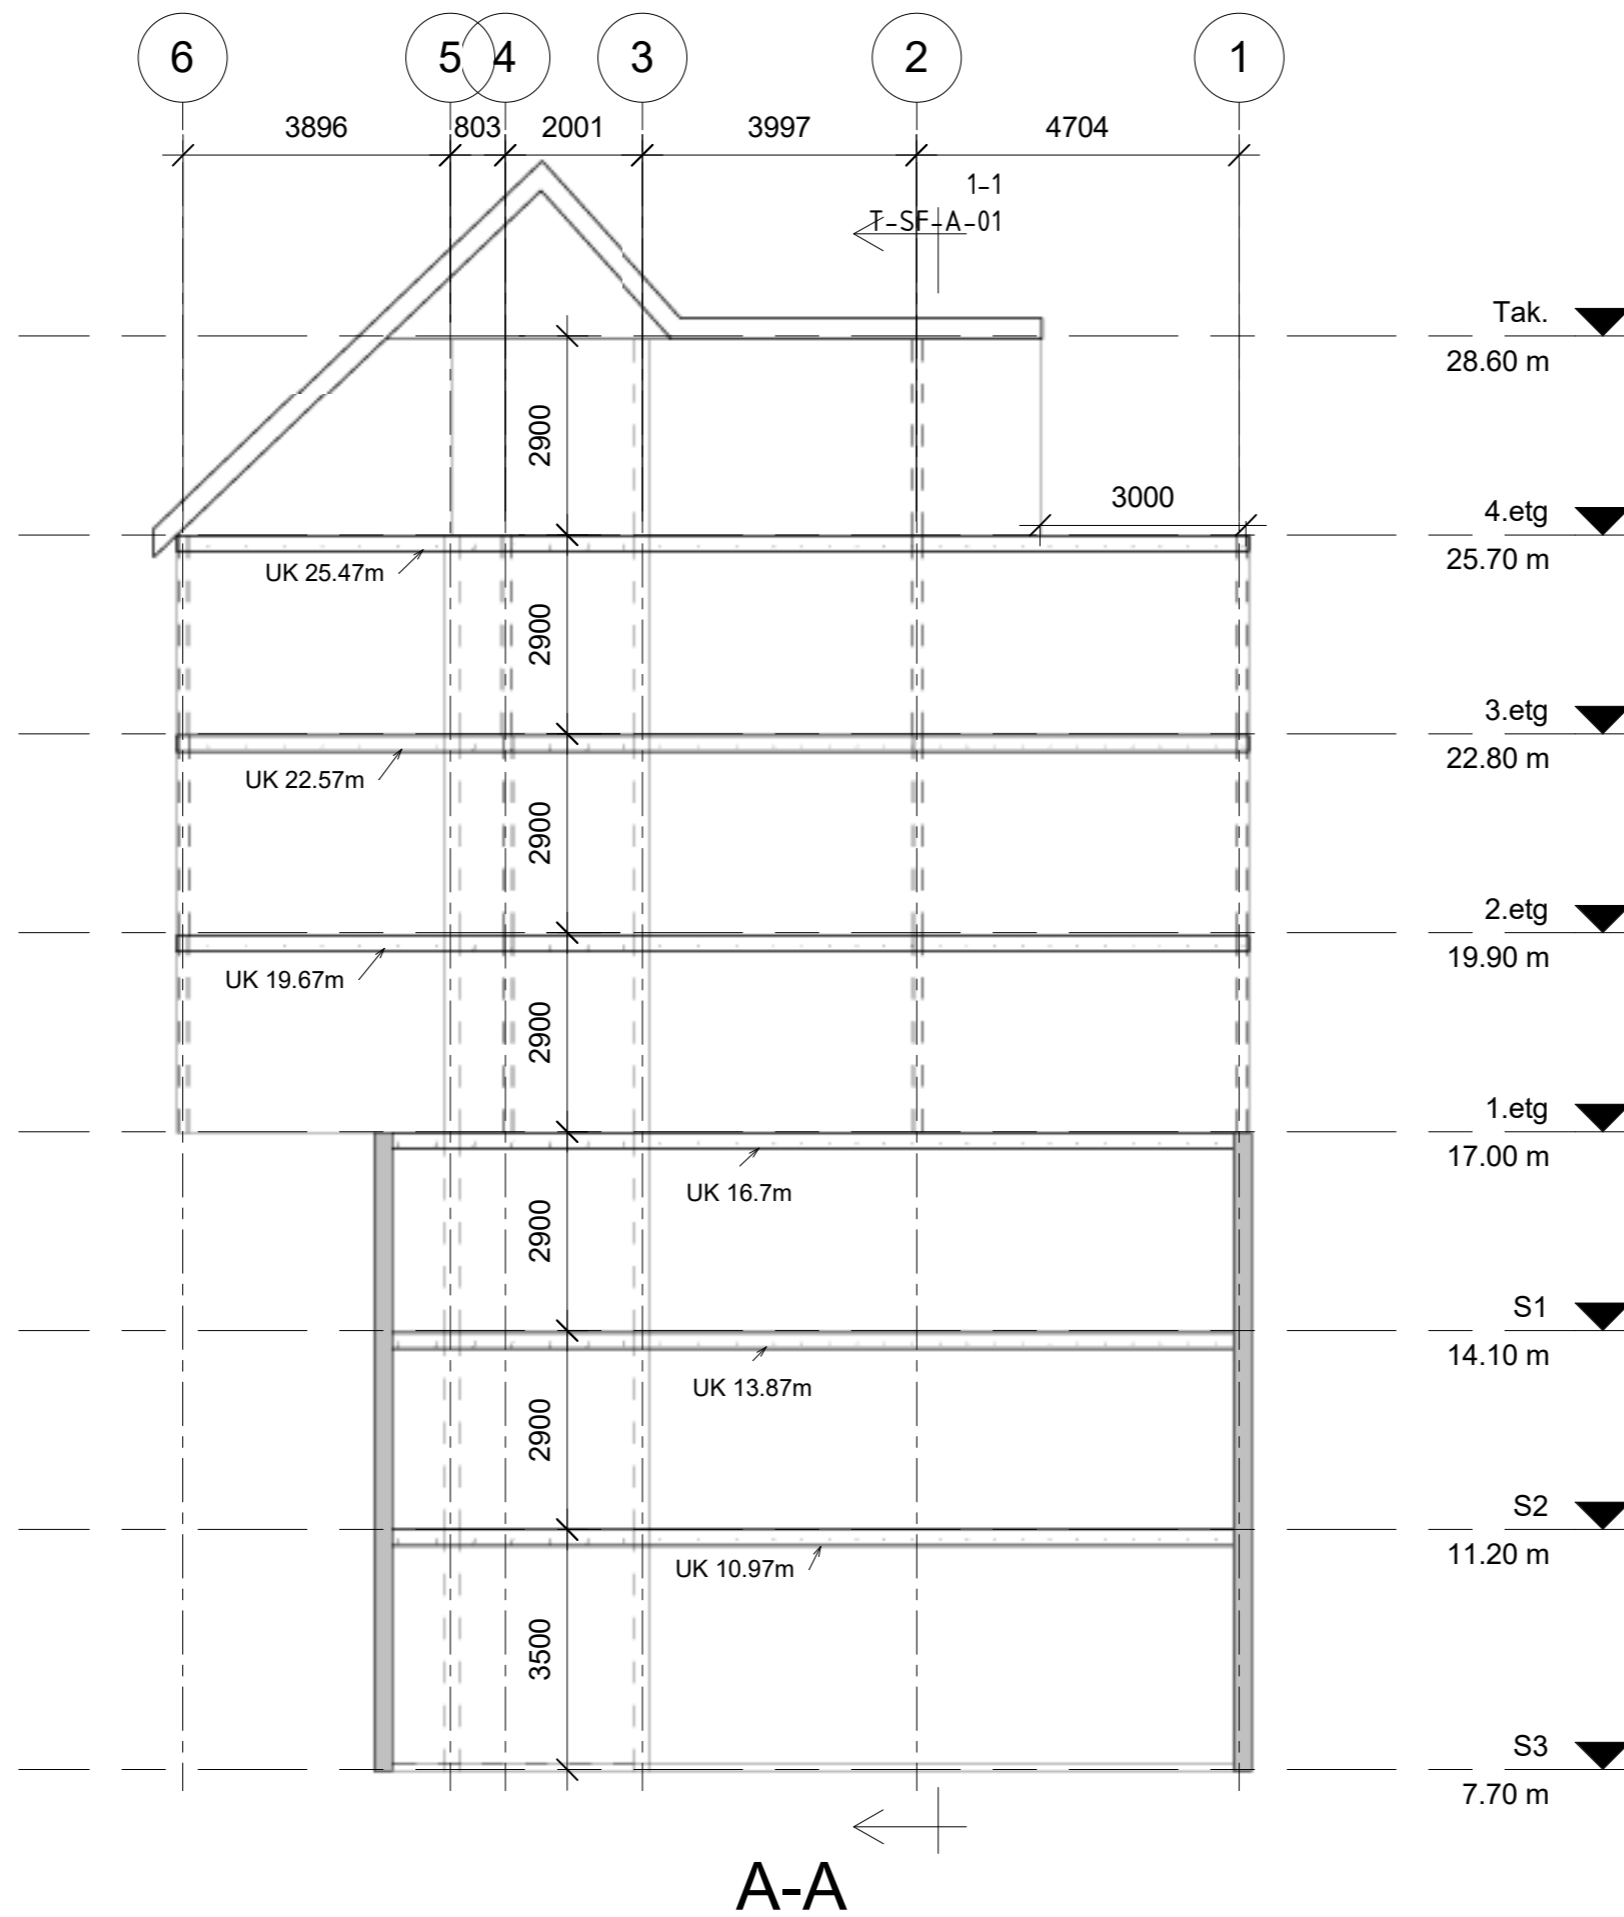 6 5 4 3 2 1
3896 803 2001 3997 4704
1-1
T-SF-A-01
Tak.
28.60 m
2900
3000
4.etg
25.70 m
UK 25.47m
2900
3.etg
22.80 m
UK 22.57m
2900
2.etg
19.90 m
UK 19.67m
2900
1.etg
17.00 m
UK 16.7m
2900
S1
14.10 m
UK 13.87m
2900
S2
11.20 m
UK 10.97m
3500
S3
7.70 m
A-A